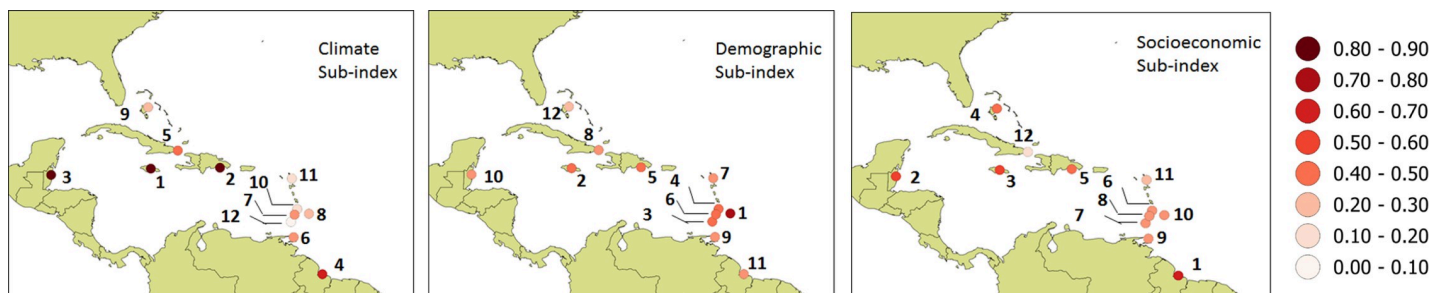 Climate
Sub-index
9
5
3
1
2
10
11
7
12
8
6
4
Demographic
Sub-index
12
8
10
2
5
4
7
6
3
1
9
11
Socioeconomic
Sub-index
4
12
2
3
5
6
11
8
7
10
9
1
0.80 - 0.90
0.70 - 0.80
0.60 - 0.70
0.50 - 0.60
0.40 - 0.50
0.20 - 0.30
0.10 - 0.20
0.00 - 0.10